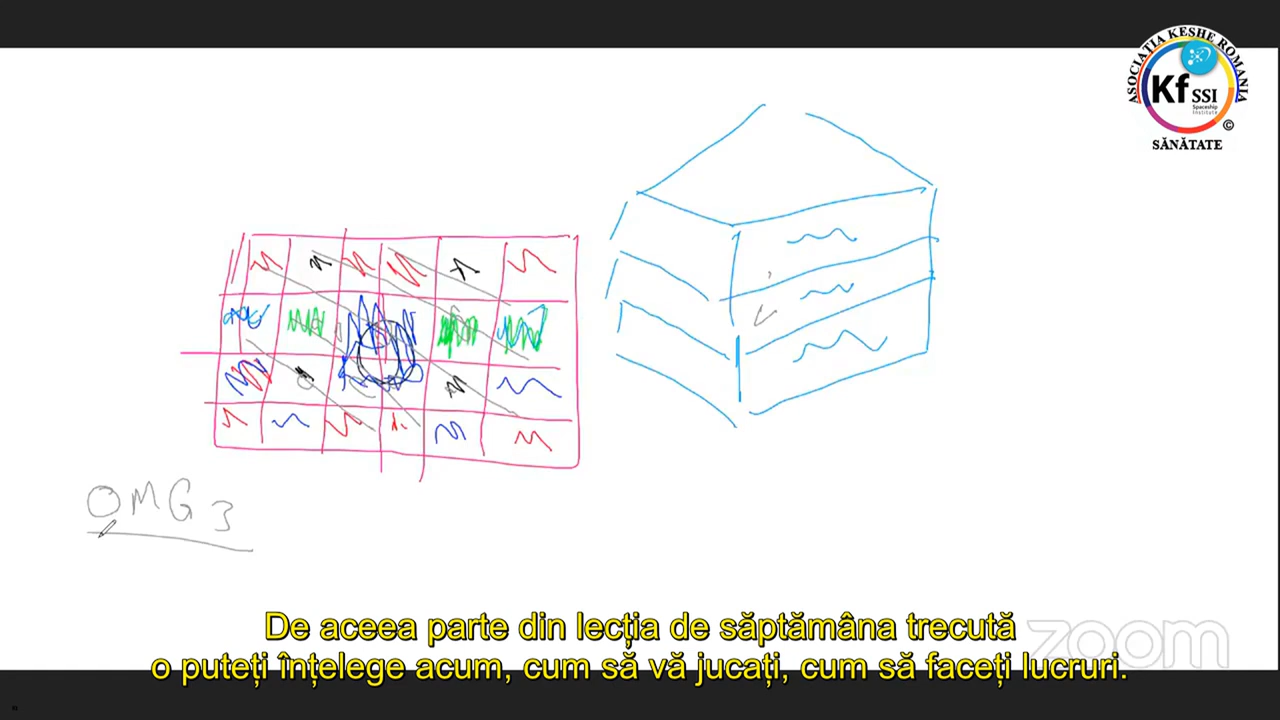 ASOCIAȚIA KESHE ROMANIA
Kf SSI
Spaceship
Institute
©
SĂNĂTATE
OMG 3
De aceea parte din lecția de săptămâna trecută
o puteți înțelege acum, cum să vă jucați, cum să faceți lucruri.
zoom